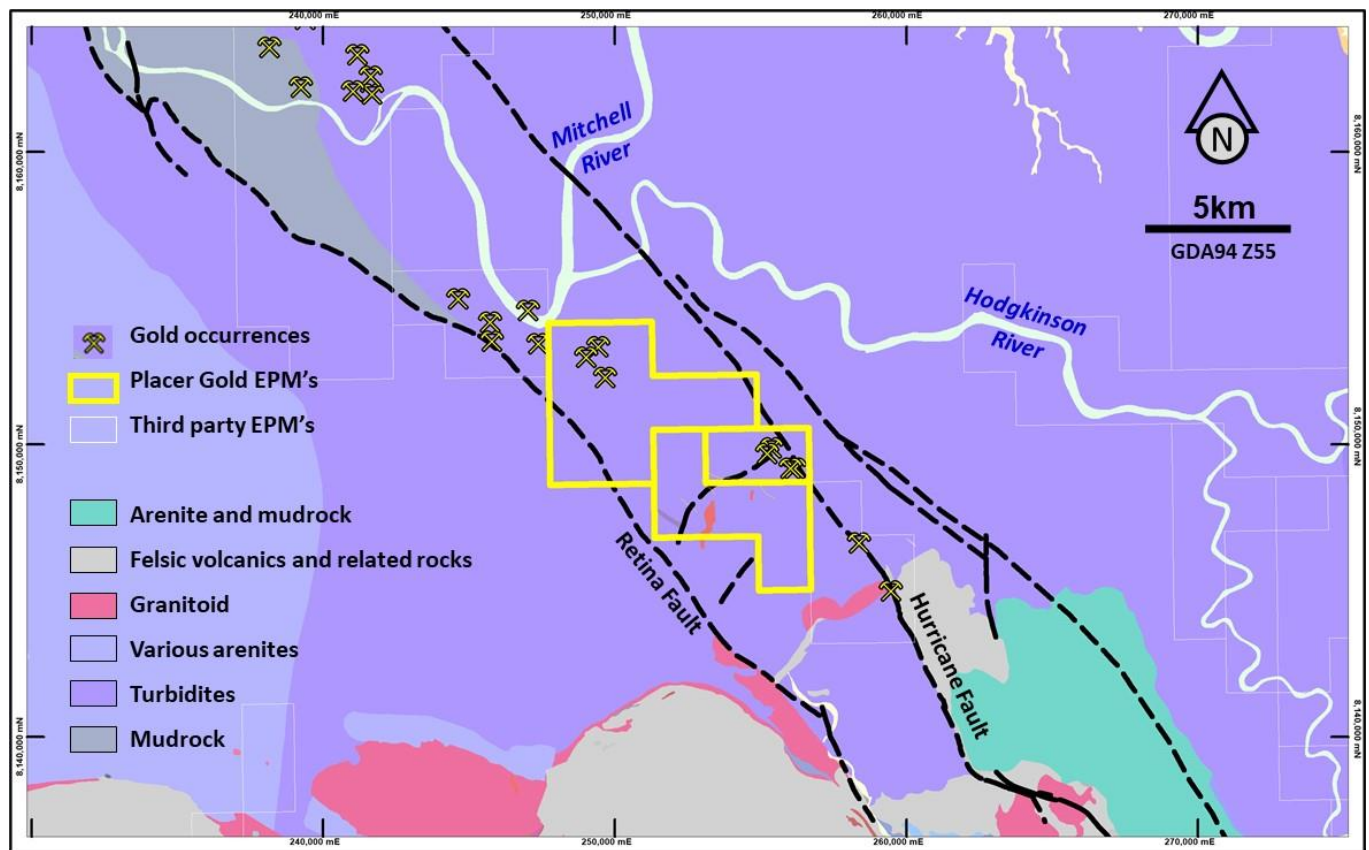 240,000 mE
250,000 mE
260,000 mE
270,000 mE
8,160,000 mN
8,160,000 mN
Mitchell
River
N
5km
GDA94 Z55
Hodgkinson
River
Gold occurrences
Placer Gold EPM's
Third party EPM's
8,150,000 mN
8,150,000 mN
Arenite and mudrock
Felsic volcanics and related rocks
Granitoid
Various arenites
Turbidites
Mudrock
Retina Fault
Hurricane Fault
8,140,000 mN
8,140,000 mN
240,000 mE
250,000 mE
260,000 mE
270,000 mE